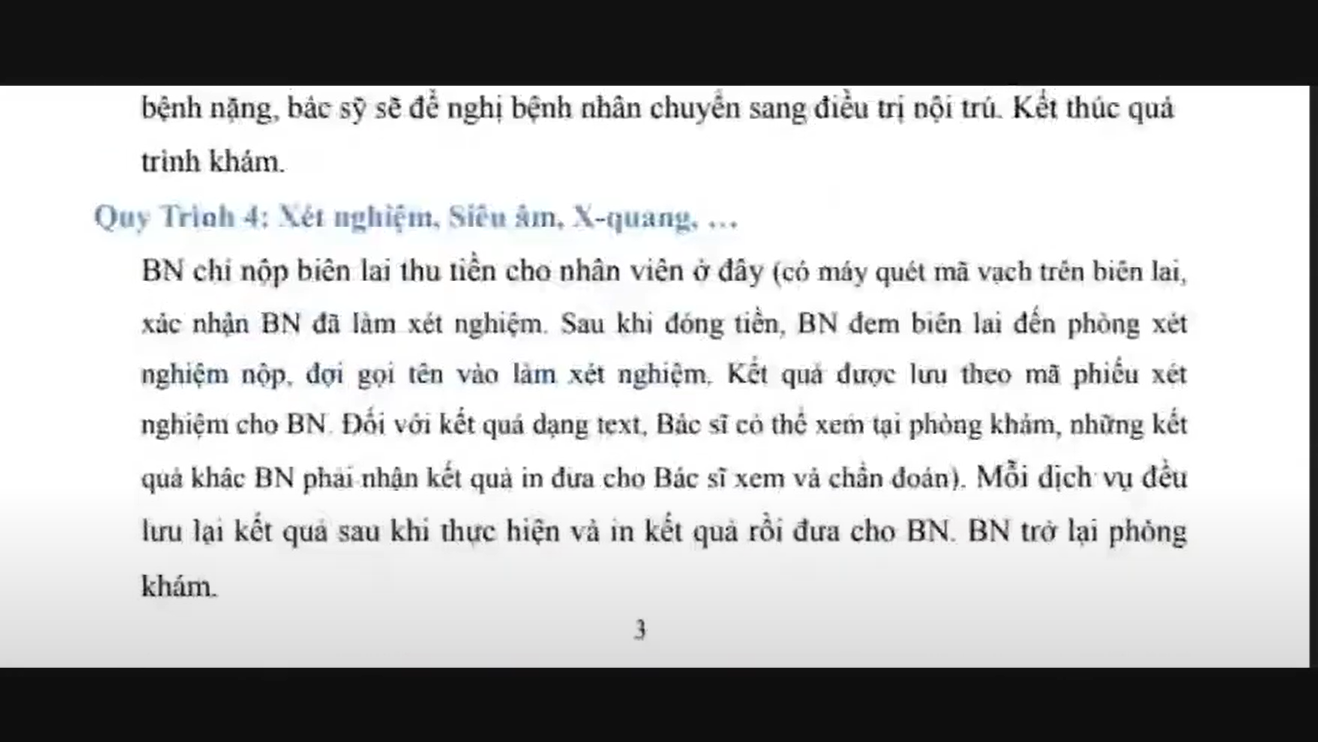 bệnh nặng, bác sỹ sẽ đề nghị bệnh nhân chuyển sang điều trị nội trú. Kết thúc quá
trình khám.
Quy Trình 4: Xét nghiệm, Siêu âm, X-quang, ...
BN chỉ nộp biên lai thu tiền cho nhân viên ở đây (có máy quét mã vạch trên biên lai,
xác nhận BN đã làm xét nghiệm. Sau khi đóng tiền, BN đem biên lai đến phòng xét
nghiệm nộp, đợi gọi tên vào làm xét nghiệm. Kết quả được lưu theo mã phiếu xét
nghiệm cho BN. Đối với kết quả dạng text, Bác sĩ có thể xem tại phòng khám, những kết
quả khác BN phải nhận kết quả in đưa cho Bác sĩ xem và chẩn đoán). Mỗi dịch vụ đều
lưu lại kết quả sau khi thực hiện và in kết quả rồi đưa cho BN. BN trở lại phòng
khám.
3